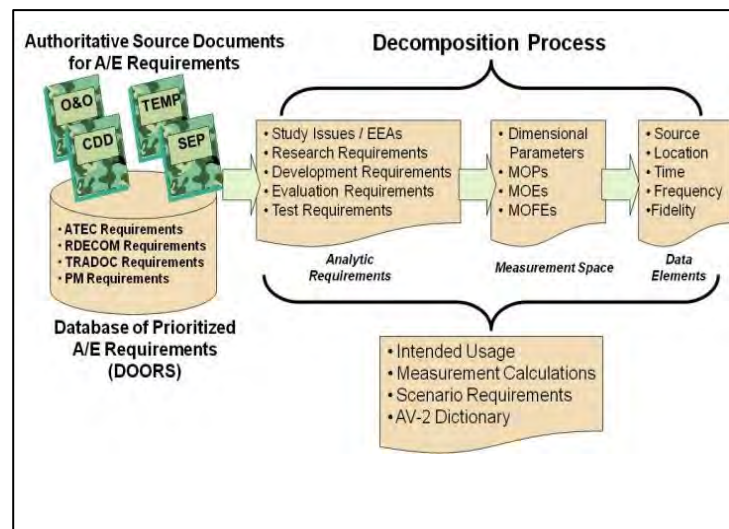 Authoritative Source Documents
for A/E Requirements
O&O
TEMP
CDD
SEP
• ATEC Requirements
• RDECOM Requirements
• TRADOC Requirements
• PM Requirements
Database of Prioritized
A/E Requirements
(DOORS)
Decomposition Process
• Study Issues / EEAs
• Research Requirements
• Development Requirements
• Evaluation Requirements
• Test Requirements
Analytic
Requirements
• Dimensional
Parameters
• MOPs
• MOEs
• MOFEs
Measurement Space
• Source
• Location
• Time
• Frequency
•Fidelity
Data
Elements
• Intended Usage
• Measurement Calculations
• Scenario Requirements
• AV-2 Dictionary